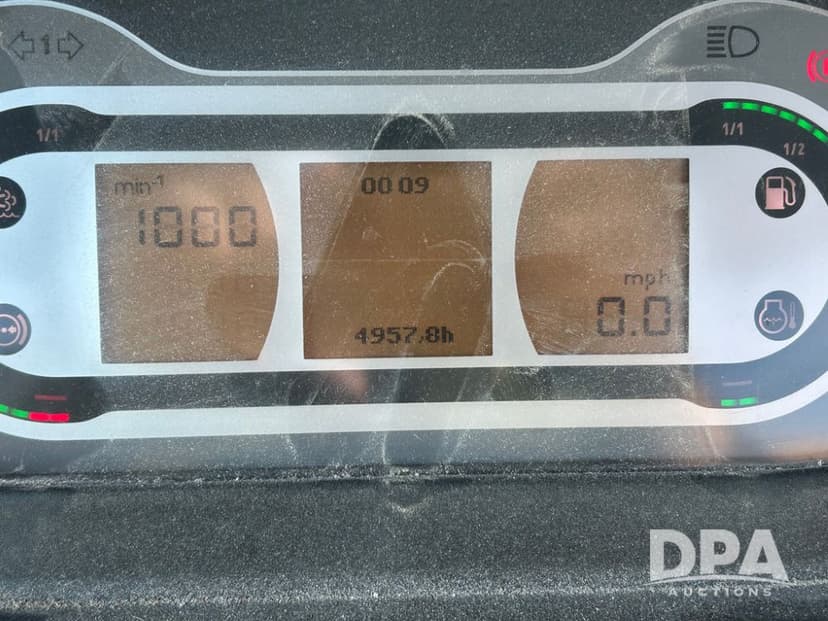 1
1/1
1/1
1/2
min-1
1000
00 09
4957.8h
mph
0.0
DPA
AUCTIONS